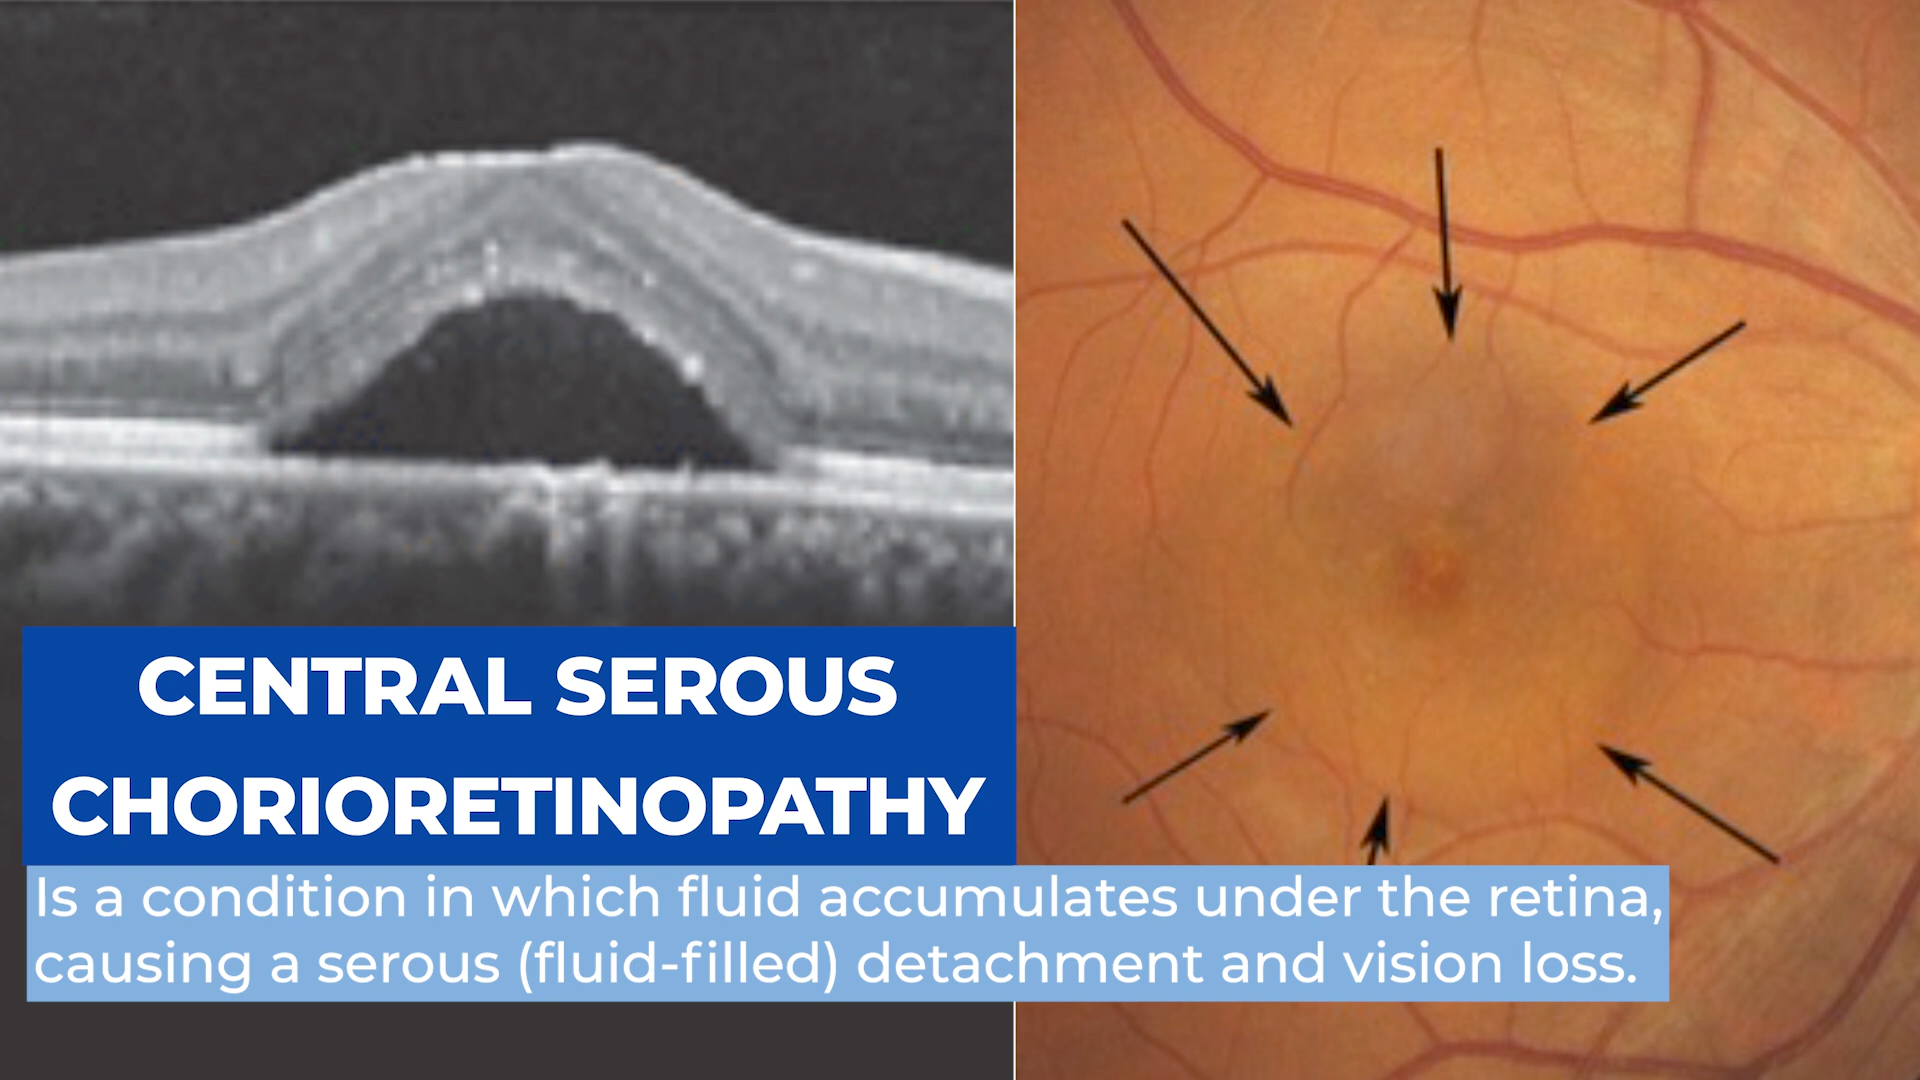 CENTRAL SEROUS
CHORIORETINOPATHY
Is a condition in which fluid accumulates under the retina,
causing a serous (fluid-filled) detachment and vision loss.